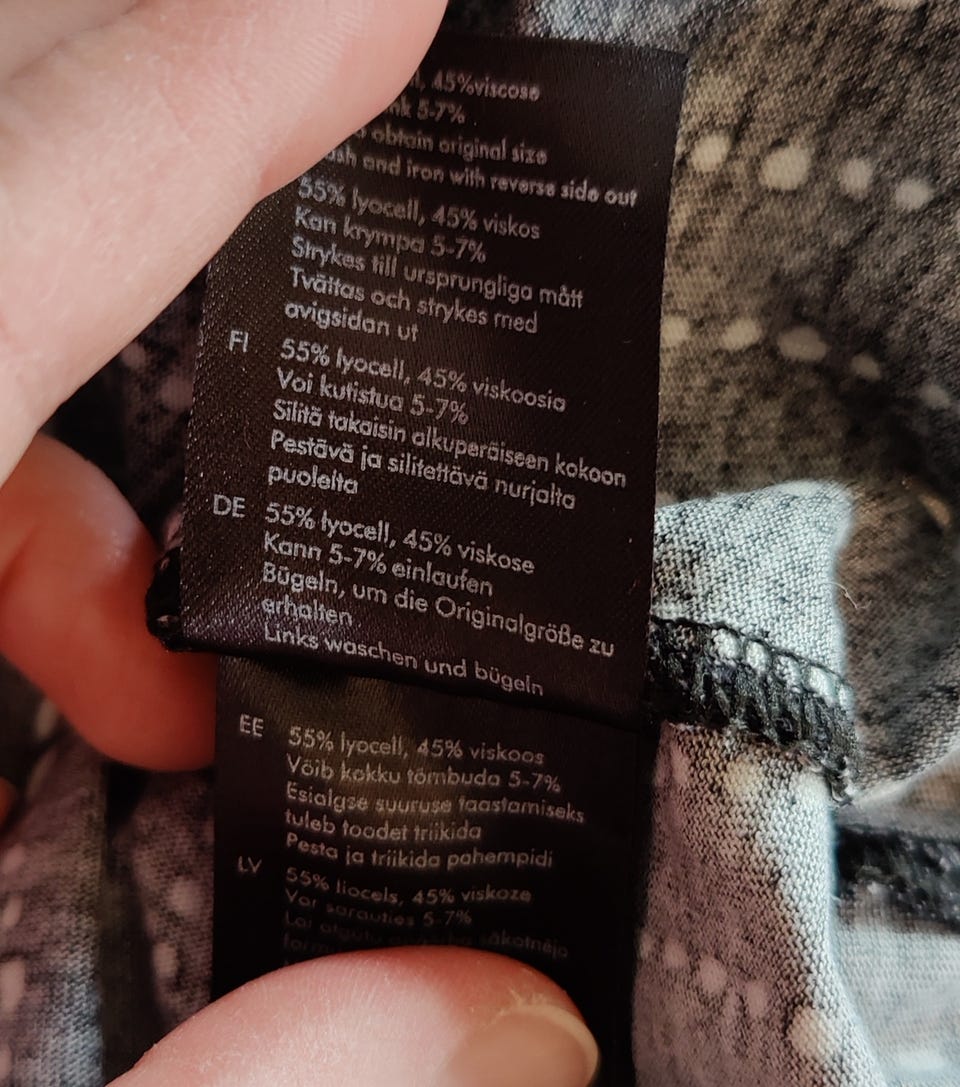 45%viscose
5-7%
obtain original size
and iron with reverse side out
55% lyocell, 45% viskos
Kan krympa 5-7%
Strykes till ursprungliga mått
Tvättas och strykes med
avigsidan ut
FI 55% lyocell, 45% viskoosia
Voi kutistua 5-7%
Silitä takaisin alkuperäiseen kokoon
Pestävä ja silitettävä nurjalta
puolelta
DE 55% lyocell, 45% viskose
Kann 5-7% einlaufen
Bügeln, um die Originalgröße zu
erhalten
Links waschen und bügeln
EE 55% lyocell, 45% viskoos
Võib kokku tõmbuda 5-7%
Esialgse suuruse taastamiseks
tuleb toodet triikida
Pesta ja triikida pahempidi
LV 55% liocels, 45% viskoze
Var sarauties 5-7%
Lai sākotnējo